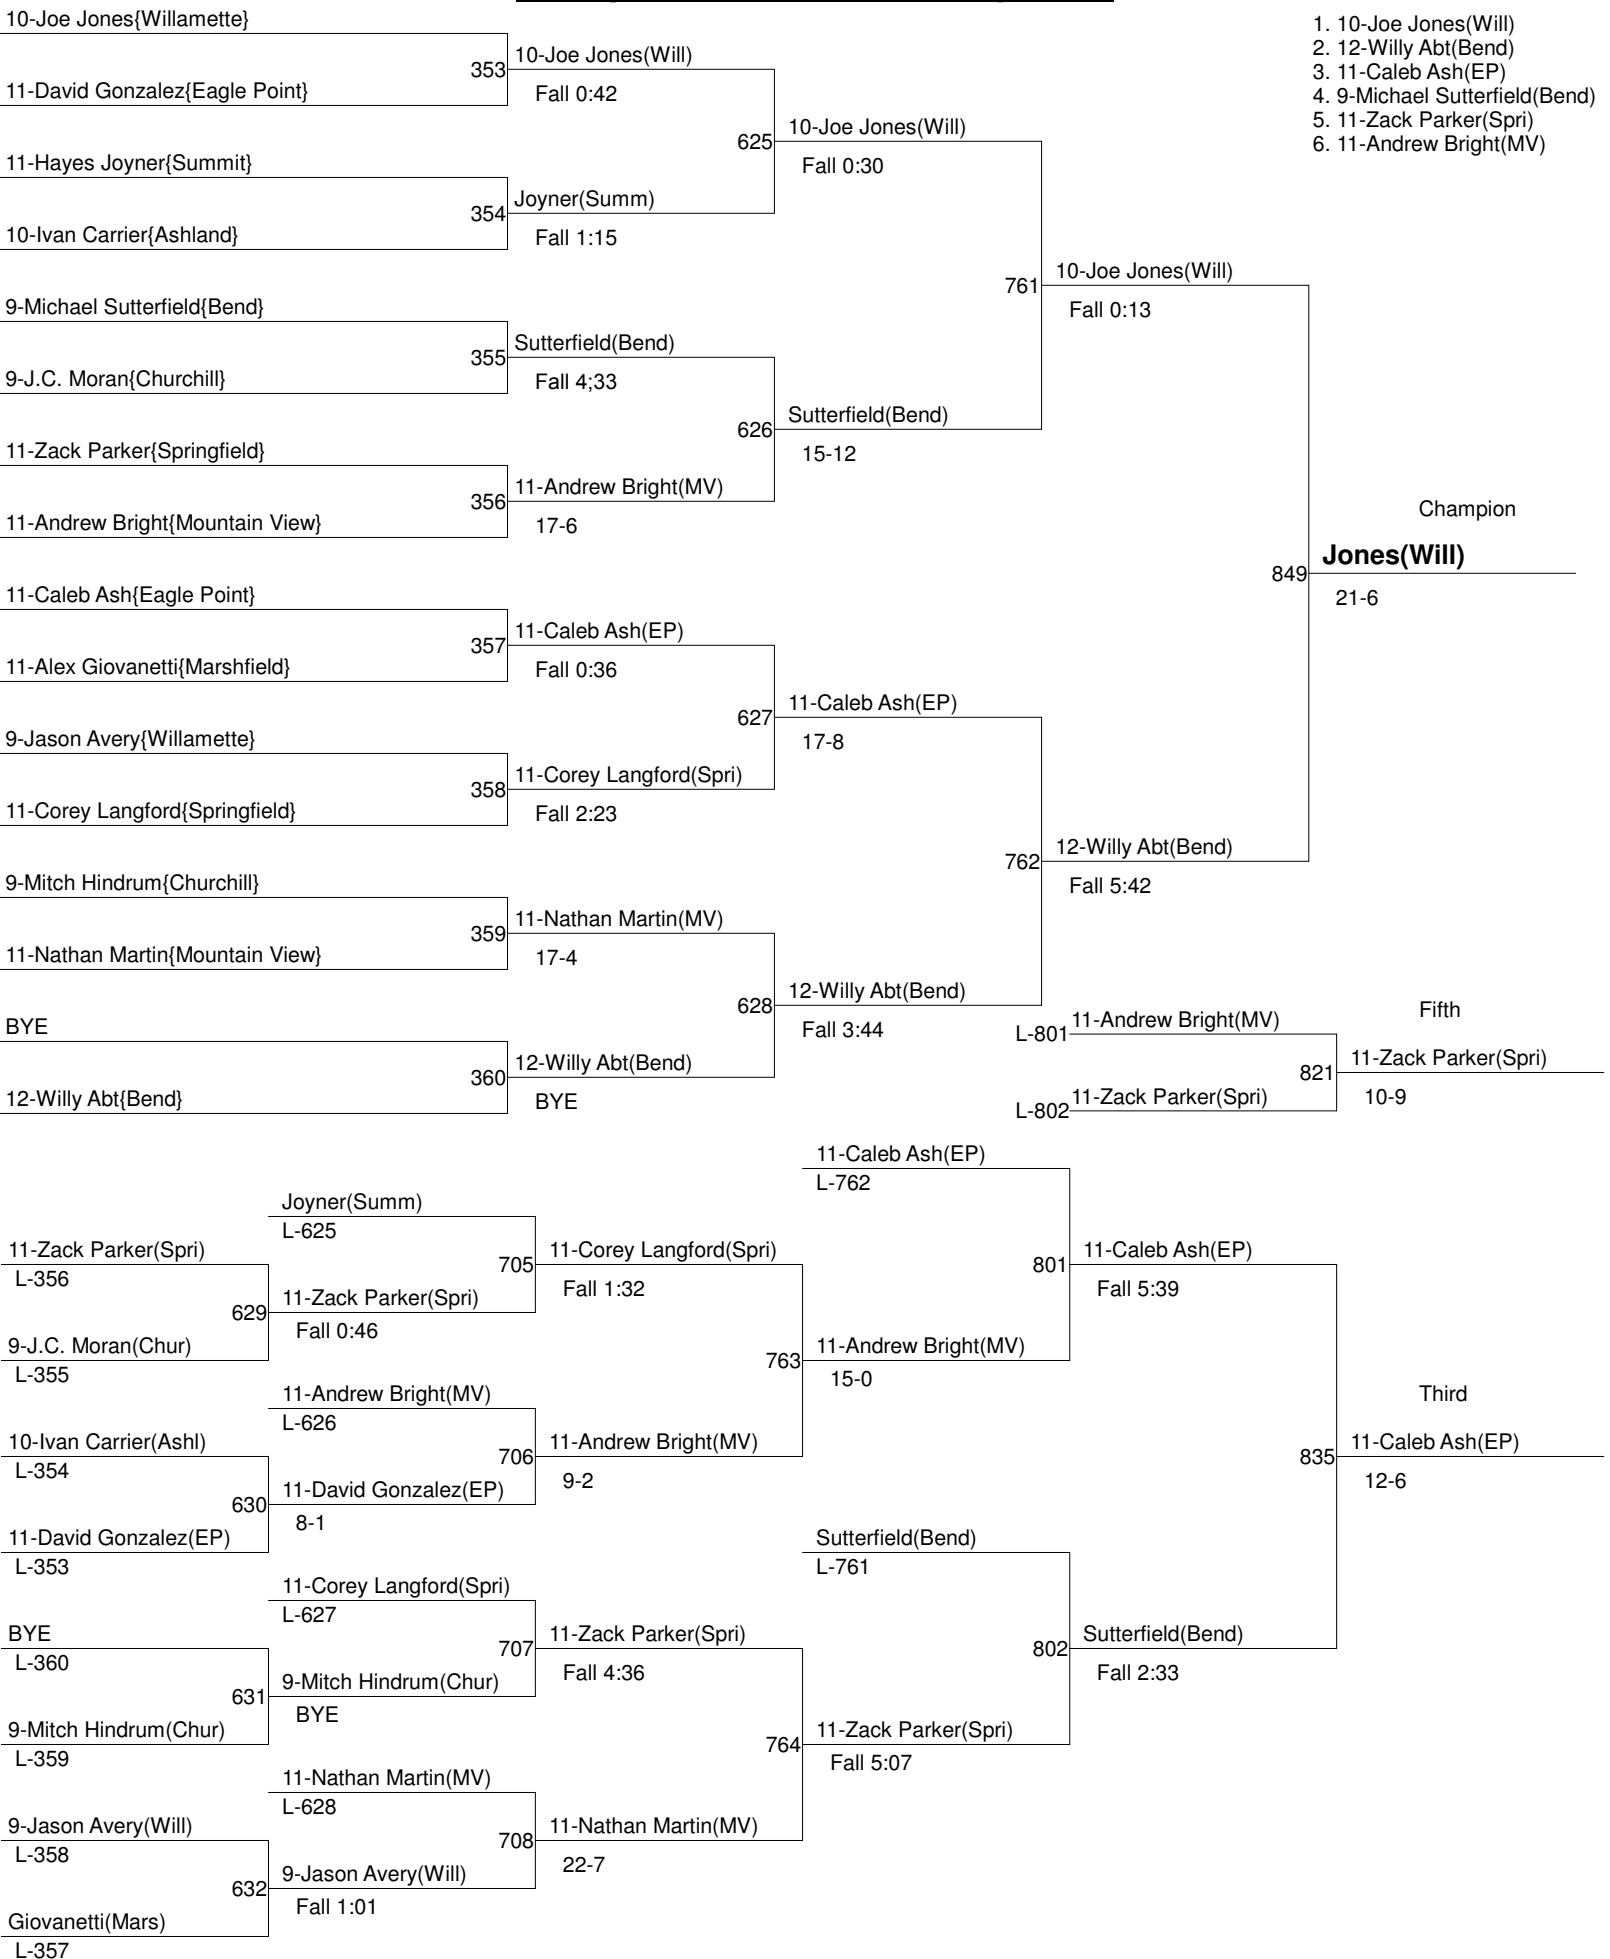 10-Joe Jones{Willamette}
1. 10-Joe Jones(Will)
2. 12-Willy Abt(Bend)
3. 11-Caleb Ash(EP)
4. 9-Michael Sutterfield(Bend)
5. 11-Zack Parker(Spri)
6. 11-Andrew Bright(MV)
353
10-Joe Jones(Will)
Fall 0:42
11-David Gonzalez{Eagle Point}
625
10-Joe Jones(Will)
Fall 0:30
11-Hayes Joyner{Summit}
354
Joyner(Summ)
Fall 1:15
10-Ivan Carrier{Ashland}
761
10-Joe Jones(Will)
Fall 0:13
9-Michael Sutterfield{Bend}
355
Sutterfield(Bend)
Fall 4;33
9-J.C. Moran{Churchill}
626
Sutterfield(Bend)
15-12
11-Zack Parker{Springfield}
356
11-Andrew Bright(MV)
17-6
11-Andrew Bright{Mountain View}
Champion
849
Jones(Will)
21-6
11-Caleb Ash{Eagle Point}
357
11-Caleb Ash(EP)
Fall 0:36
11-Alex Giovanetti{Marshfield}
627
11-Caleb Ash(EP)
17-8
9-Jason Avery{Willamette}
358
11-Corey Langford(Spri)
Fall 2:23
11-Corey Langford{Springfield}
762
12-Willy Abt(Bend)
Fall 5:42
9-Mitch Hindrum{Churchill}
359
11-Nathan Martin(MV)
17-4
11-Nathan Martin{Mountain View}
628
12-Willy Abt(Bend)
Fall 3:44
BYE
360
12-Willy Abt(Bend)
BYE
12-Willy Abt{Bend}
Fifth
L-801
11-Andrew Bright(MV)
821
11-Zack Parker(Spri)
10-9
L-802
11-Zack Parker(Spri)
11-Caleb Ash(EP)
L-762
Joyner(Summ)
L-625
11-Zack Parker(Spri)
L-356
705
11-Corey Langford(Spri)
Fall 1:32
801
11-Caleb Ash(EP)
Fall 5:39
629
11-Zack Parker(Spri)
Fall 0:46
9-J.C. Moran(Chur)
L-355
763
11-Andrew Bright(MV)
15-0
11-Andrew Bright(MV)
L-626
Third
10-Ivan Carrier(Ashl)
L-354
706
11-Andrew Bright(MV)
9-2
835
11-Caleb Ash(EP)
12-6
630
11-David Gonzalez(EP)
8-1
11-David Gonzalez(EP)
L-353
Sutterfield(Bend)
L-761
11-Corey Langford(Spri)
L-627
BYE
L-360
707
11-Zack Parker(Spri)
Fall 4:36
802
Sutterfield(Bend)
Fall 2:33
631
9-Mitch Hindrum(Chur)
BYE
9-Mitch Hindrum(Chur)
L-359
764
11-Zack Parker(Spri)
Fall 5:07
11-Nathan Martin(MV)
L-628
9-Jason Avery(Will)
L-358
708
11-Nathan Martin(MV)
22-7
632
9-Jason Avery(Will)
Fall 1:01
Giovanetti(Mars)
L-357